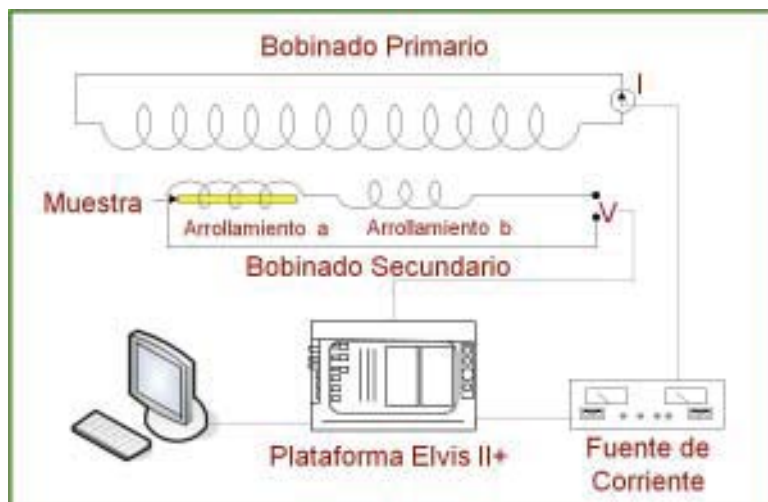 Bobinado Primario
I
Muestra
Arrollamiento a
Arrollamiento b
V
Bobinado Secundario
Plataforma Elvis II+
Fuente de
Corriente